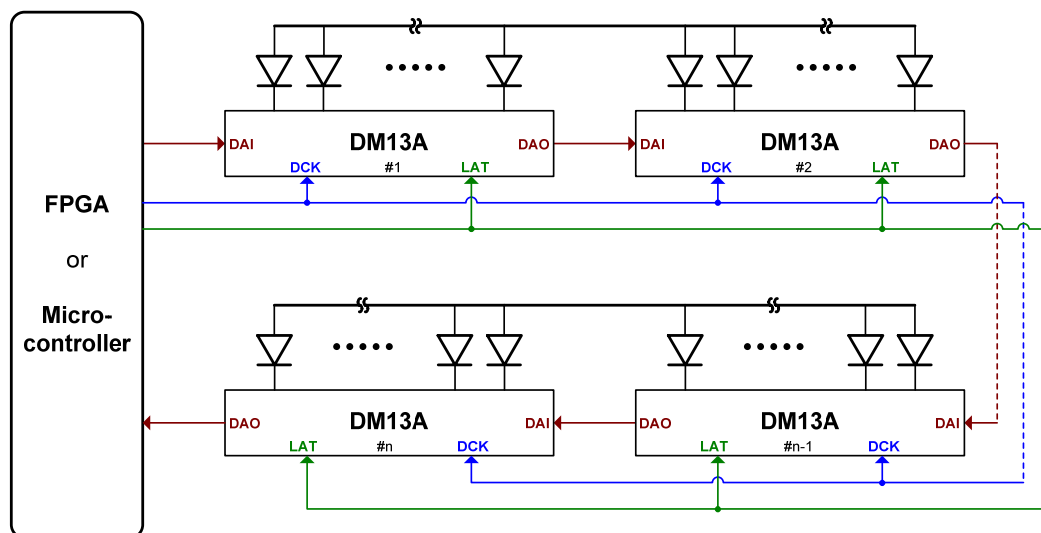 DAI DM13A DAO
DCK #1 LAT
DAI DM13A DAO
DCK #2 LAT
FPGA
or
Micro-
controller
DAO DM13A DAI
LAT #n DCK
DAO DM13A DAI
LAT #n-1 DCK